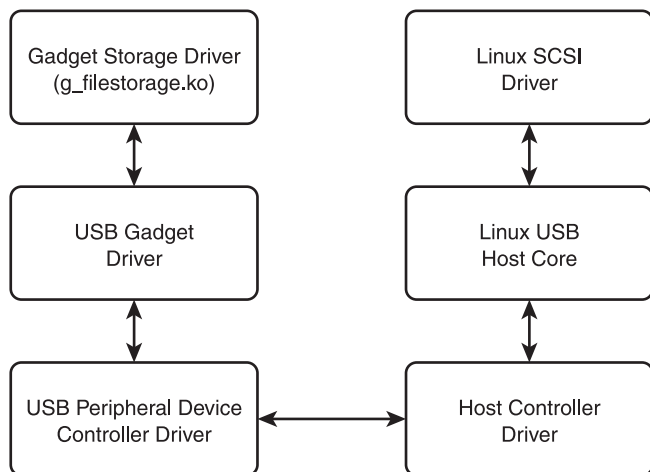 Gadget Storage Driver
(g_filestorage.ko)
Linux SCSI
Driver
USB Gadget
Driver
Linux USB
Host Core
USB Peripheral Device
Controller Driver
Host Controller
Driver